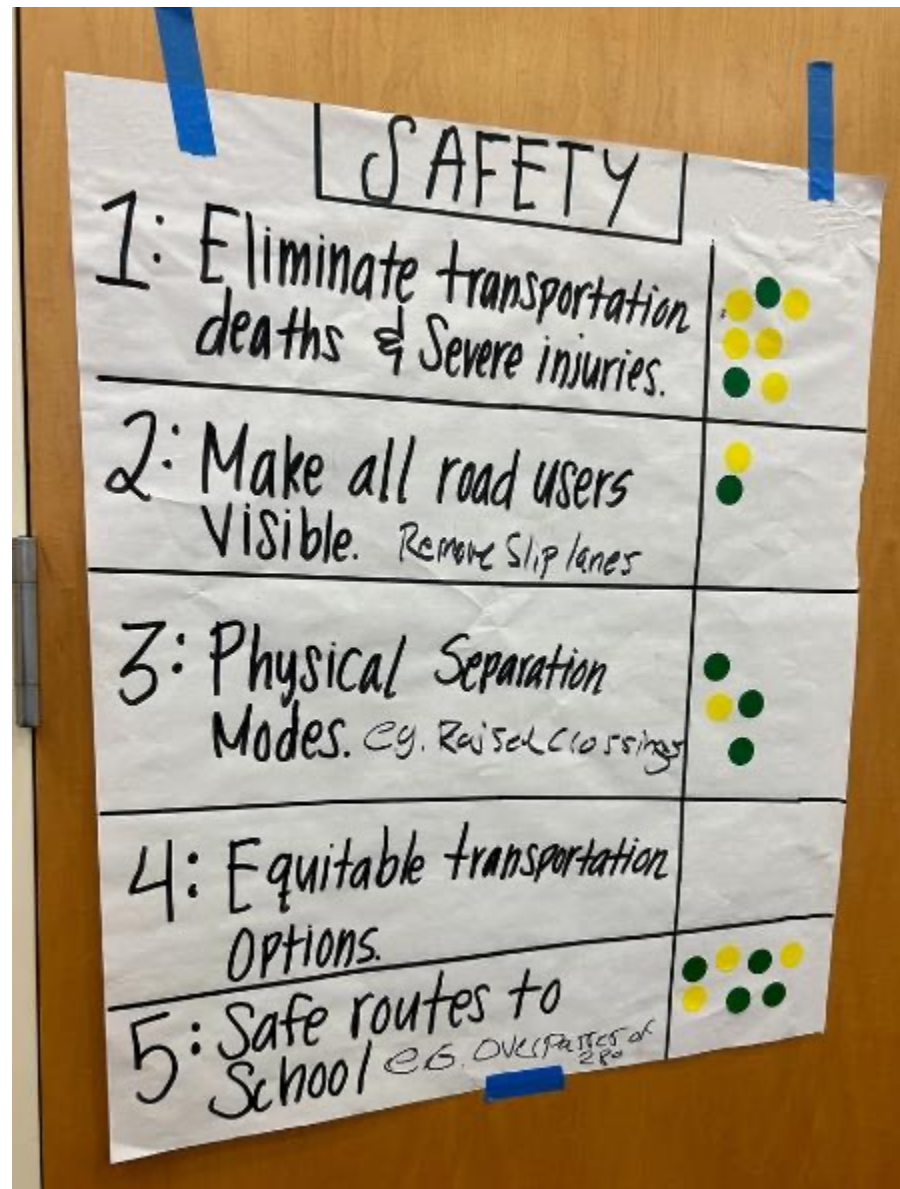 SAFETY
1: Eliminate transportation
deaths & Severe injuries.
2: Make all road users
Visible. Remove Slip lanes
3: Physical Separation
Modes. eg. Raised Crossings
4: Equitable transportation
Options.
5: Safe routes to
School e.G. Overpasses of
280